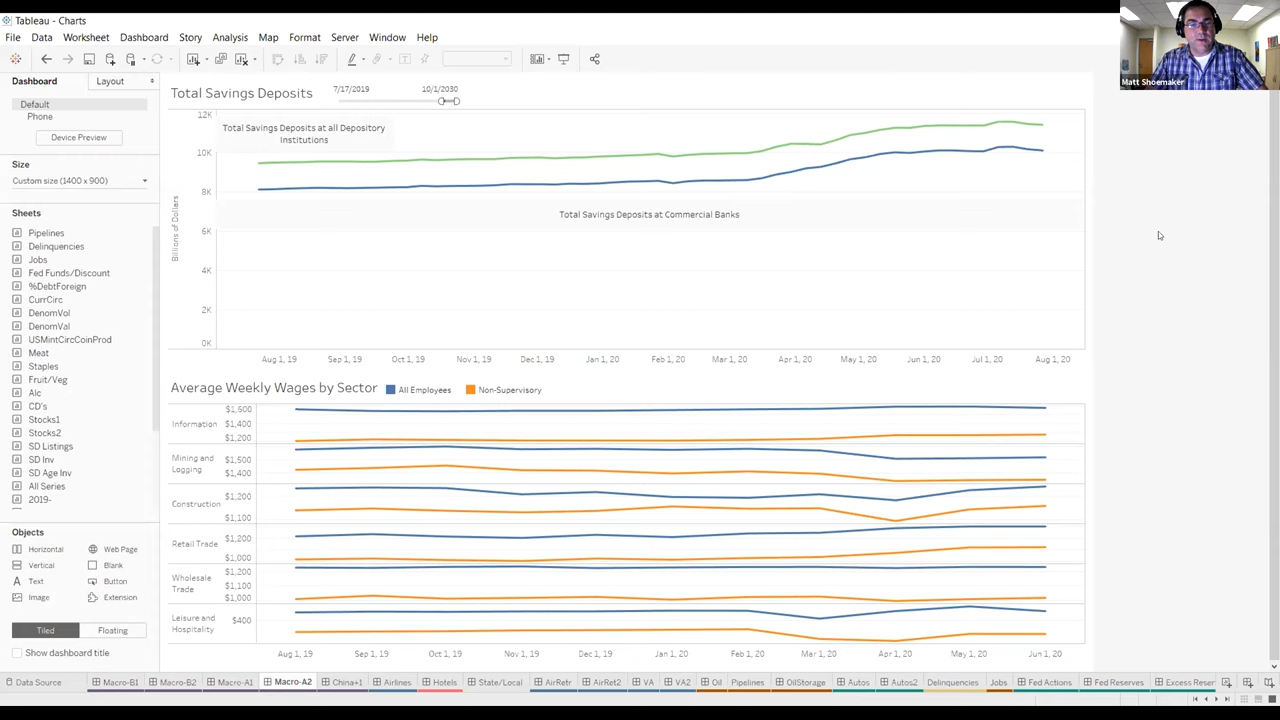 Tableau - Charts
File Data Worksheet Dashboard Story Analysis Map Format Server Window Help
Dashboard Layout
Default
Phone
Device Preview
Size
Custom size (1400 x 900)
Sheets
Pipelines
Delinquencies
Jobs
Fed Funds/Discount
%DebtForeign
CurrCirc
DenomVol
DenomVal
USMintCircCoinProd
Meat
Staples
Fruit/Veg
Alc
CD's
Stocks1
Stocks2
SD Listings
SD Inv
SD Age Inv
All Series
2019-
Objects
Horizontal Web Page
Vertical Blank
Text Button
Image Extension
Tiled Floating
Show dashboard title
Total Savings Deposits 7/17/2019 10/1/2030
Total Savings Deposits at all Depository
Institutions
Total Savings Deposits at Commercial Banks
Billions of Dollars
12K
10K
8K
6K
4K
2K
0K
Aug 1, 19 Sep 1, 19 Oct 1, 19 Nov 1, 19 Dec 1, 19 Jan 1, 20 Feb 1, 20 Mar 1, 20 Apr 1, 20 May 1, 20 Jun 1, 20 Jul 1, 20 Aug 1, 20
Average Weekly Wages by Sector All Employees Non-Supervisory
Information
$1,600
$1,400
$1,200
Mining and
Logging
$1,500
$1,400
Construction
$1,200
$1,100
Retail Trade
$1,200
$1,000
Wholesale
Trade
$1,200
$1,100
$1,000
Leisure and
Hospitality
$400
Aug 1, 19 Sep 1, 19 Oct 1, 19 Nov 1, 19 Dec 1, 19 Jan 1, 20 Feb 1, 20 Mar 1, 20 Apr 1, 20 May 1, 20 Jun 1, 20
Data Source Macro-B1 Macro-B2 Macro-A1 Macro-A2 China+1 Airlines Hotels State/Local AirRetr AirRet2 VA VA2 Oil Pipelines OilStorage Autos Autos2 Delinquencies Jobs Fed Actions Fed Reserves Excess Reser
Matt Shoemaker